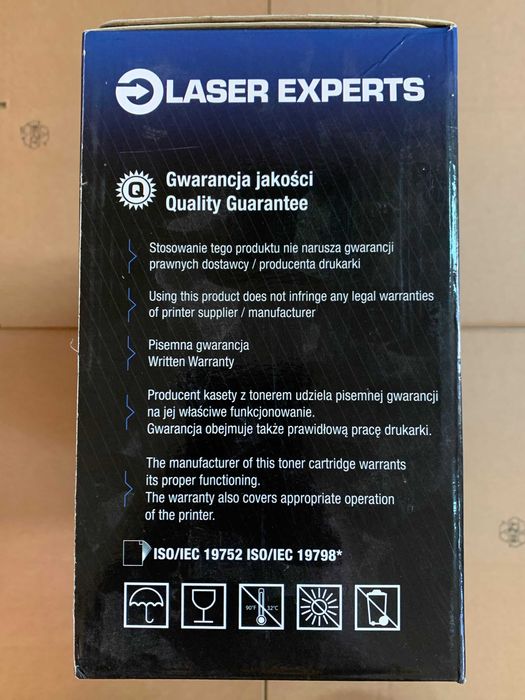 LASER EXPERTS
Q
Gwarancja jakości
Quality Guarantee
Stosowanie tego produktu nie narusza gwarancji
prawnych dostawcy / producenta drukarki
Using this product does not infringe any legal warranties
of printer supplier / manufacturer
Pisemna gwarancja
Written Warranty
Producent kasety z tonerem udziela pisemnej gwarancji
na jej właściwe funkcjonowanie.
Gwarancja obejmuje także prawidłową pracę drukarki.
The manufacturer of this toner cartridge warrants
its proper functioning.
The warranty also covers appropriate operation
of the printer.
ISO/IEC 19752 ISO/IEC 19798*
90°F 32°C